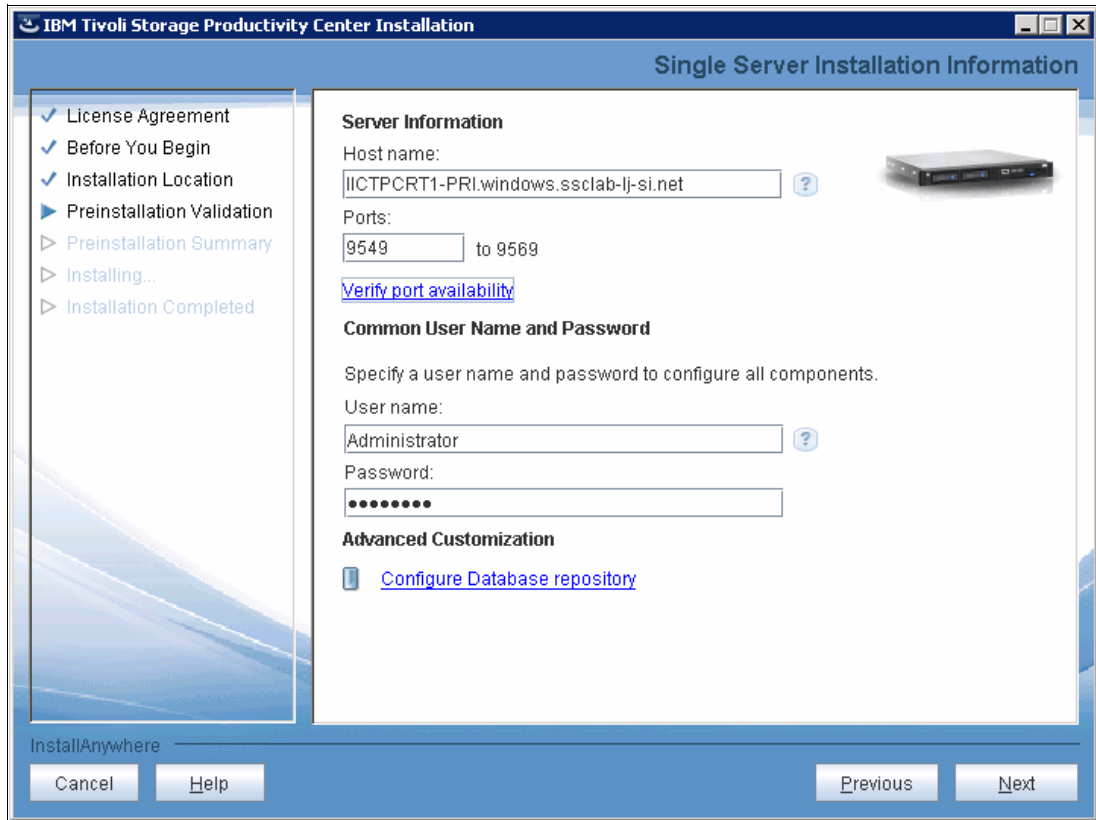 IBM Tivoli Storage Productivity Center Installation
Single Server Installation Information
License Agreement
Before You Begin
Installation Location
Preinstallation Validation
Preinstallation Summary
Installing...
Installation Completed
Server Information
Host name:
IICTPCRT1-PRI.windows.ssclab-lj-si.net
?
Ports:
9549 to 9569
Verify port availability
Common User Name and Password
Specify a user name and password to configure all components.
User name:
Administrator
?
Password:
••••••••
Advanced Customization
Configure Database repository
InstallAnywhere
Cancel Help Previous Next